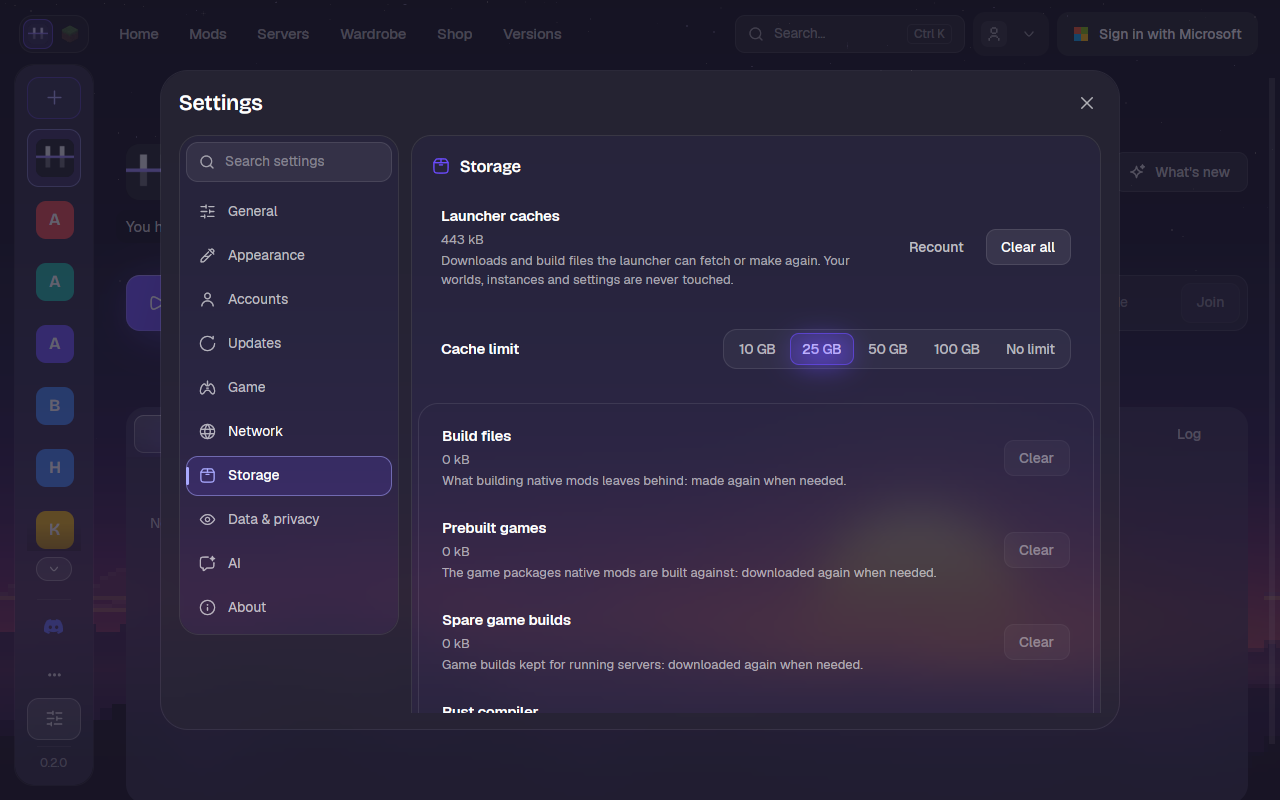 Home
Mods
Servers
Wardrobe
Shop
Versions
Search...
Ctrl K
Sign in with Microsoft
Settings
Search settings
General
Appearance
Accounts
Updates
Game
Network
Storage
Data & privacy
AI
About
Storage
Launcher caches
443 kB
Downloads and build files the launcher can fetch or make again. Your
worlds, instances and settings are never touched.
Recount
Clear all
Cache limit
10 GB
25 GB
50 GB
100 GB
No limit
Build files
0 kB
What building native mods leaves behind: made again when needed.
Clear
Prebuilt games
0 kB
The game packages native mods are built against: downloaded again when needed.
Clear
Spare game builds
0 kB
Game builds kept for running servers: downloaded again when needed.
Clear
Rust compiler
A
A
A
B
H
K
0.2.0
You h
What's new
Join
Log